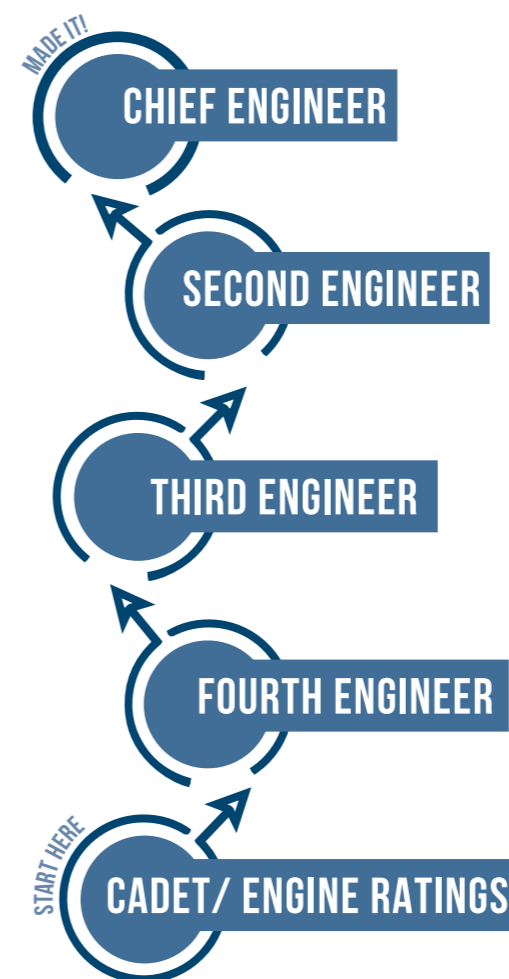 MADE IT!
CHIEF ENGINEER
SECOND ENGINEER
THIRD ENGINEER
FOURTH ENGINEER
START HERE
CADET/ ENGINE RATINGS